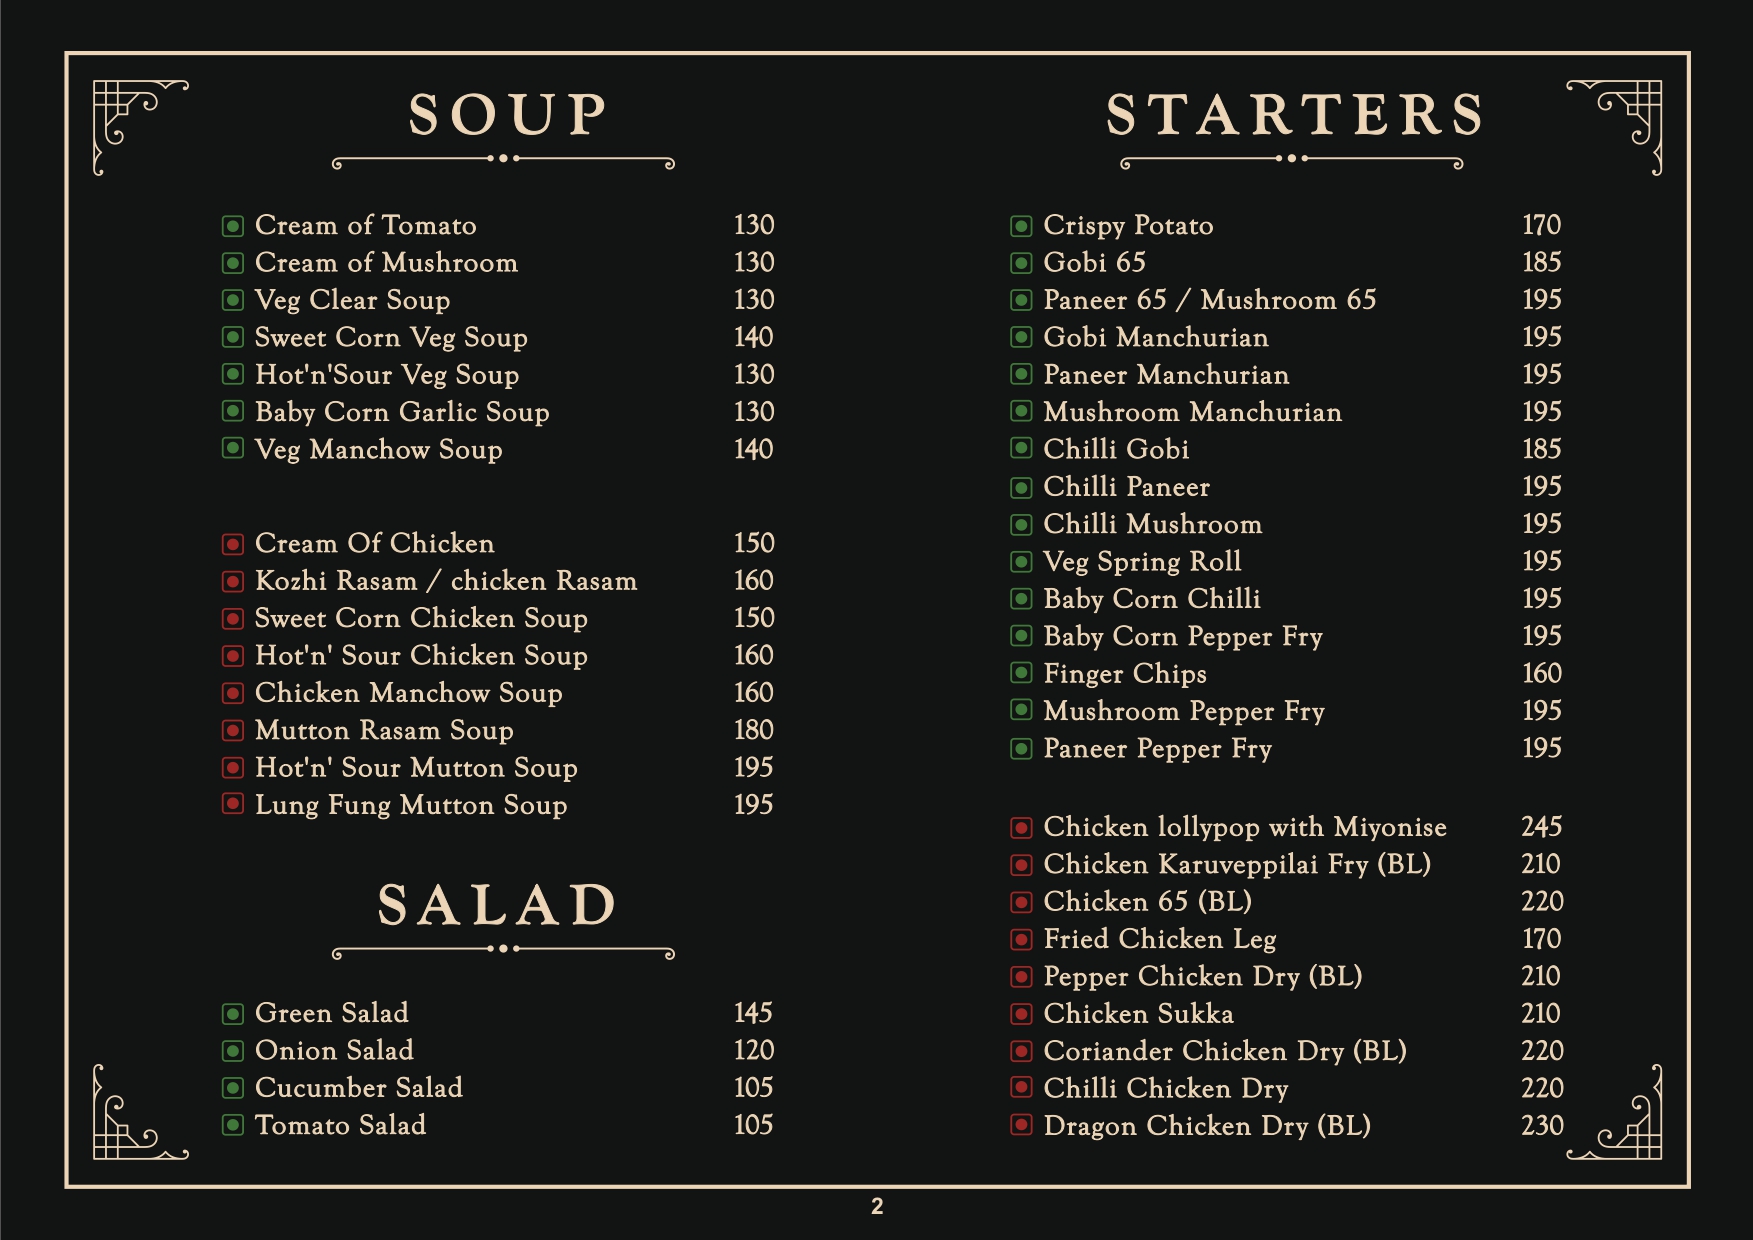 SOUP
Cream of Tomato 130
Cream of Mushroom 130
Veg Clear Soup 130
Sweet Corn Veg Soup 140
Hot'n'Sour Veg Soup 130
Baby Corn Garlic Soup 130
Veg Manchow Soup 140
Cream Of Chicken 150
Kozhi Rasam / chicken Rasam 160
Sweet Corn Chicken Soup 150
Hot'n' Sour Chicken Soup 160
Chicken Manchow Soup 160
Mutton Rasam Soup 180
Hot'n' Sour Mutton Soup 195
Lung Fung Mutton Soup 195
SALAD
Green Salad 145
Onion Salad 120
Cucumber Salad 105
Tomato Salad 105
STARTERS
Crispy Potato 170
Gobi 65 185
Paneer 65 / Mushroom 65 195
Gobi Manchurian 195
Paneer Manchurian 195
Mushroom Manchurian 195
Chilli Gobi 185
Chilli Paneer 195
Chilli Mushroom 195
Veg Spring Roll 195
Baby Corn Chilli 195
Baby Corn Pepper Fry 195
Finger Chips 160
Mushroom Pepper Fry 195
Paneer Pepper Fry 195
Chicken lollypop with Miyonise 245
Chicken Karuveppilai Fry (BL) 210
Chicken 65 (BL) 220
Fried Chicken Leg 170
Pepper Chicken Dry (BL) 210
Chicken Sukka 210
Coriander Chicken Dry (BL) 220
Chilli Chicken Dry 220
Dragon Chicken Dry (BL) 230
2